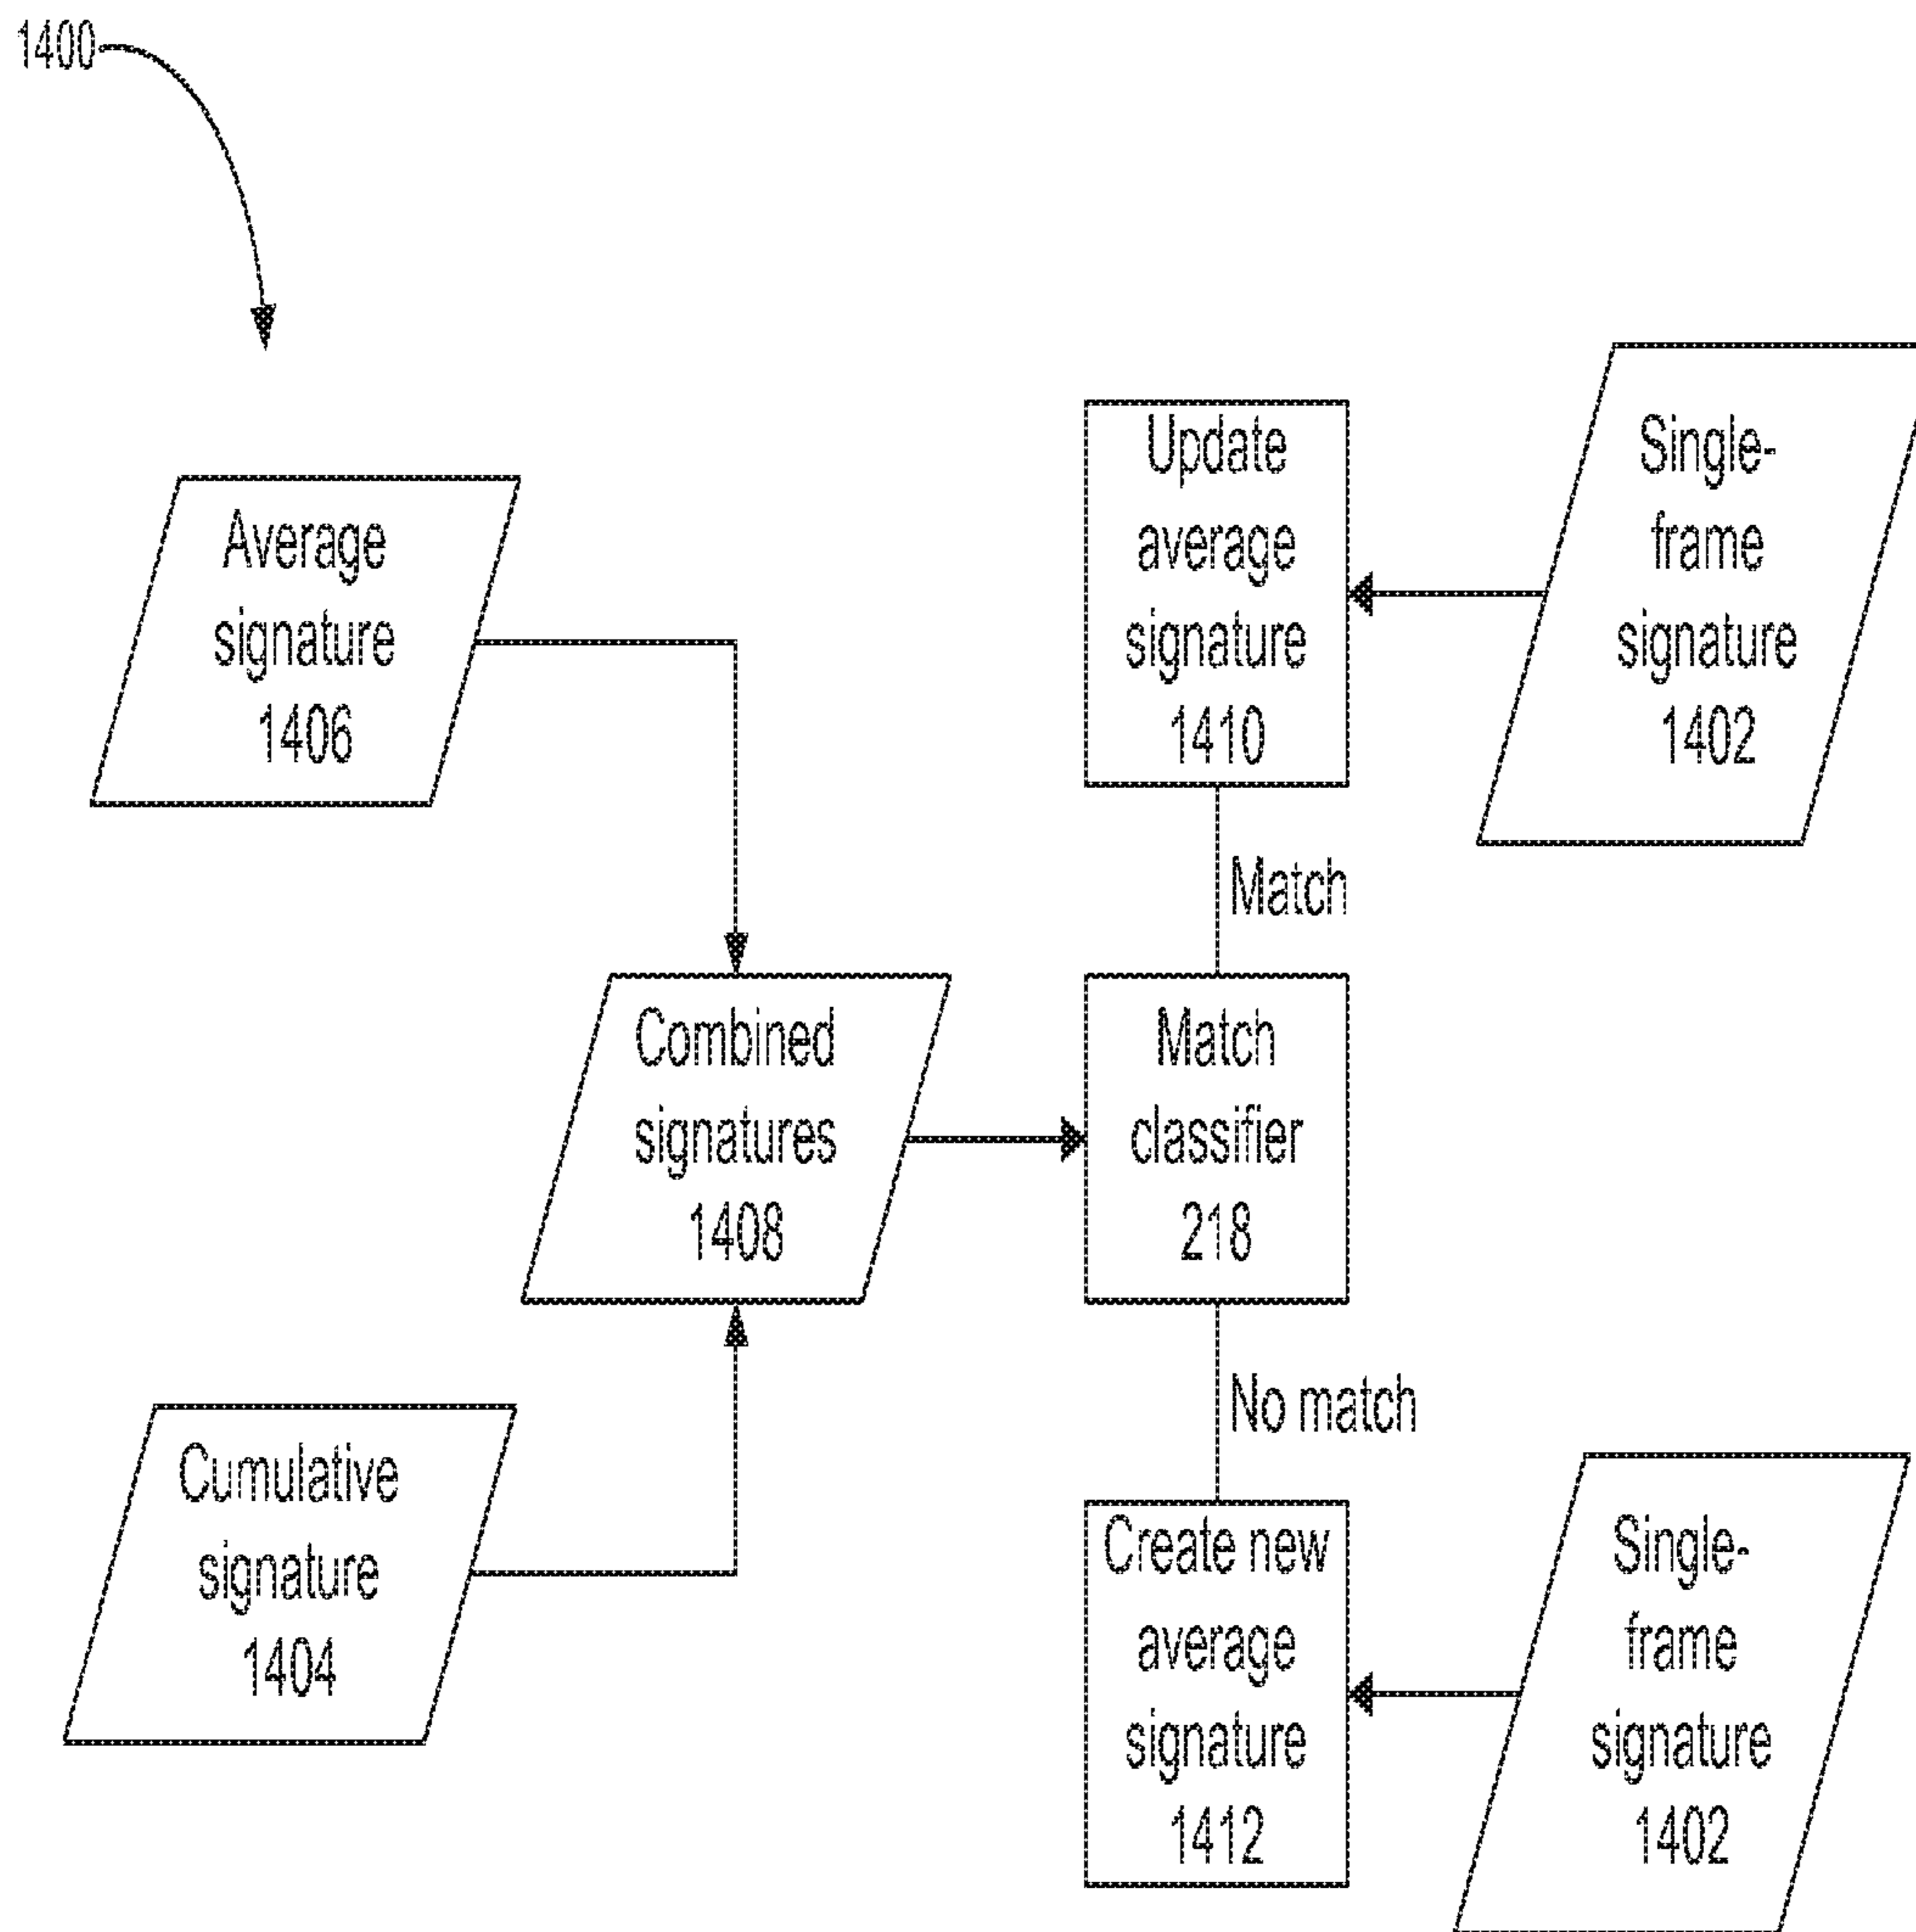 1400
Average
signature
1406
Update
average
signature
1410
Single-
frame
signature
1402
Match
Combined
signatures
1408
Match
classifier
218
No match
Cumulative
signature
1404
Create new
average
signature
1412
Single-
frame
signature
1402